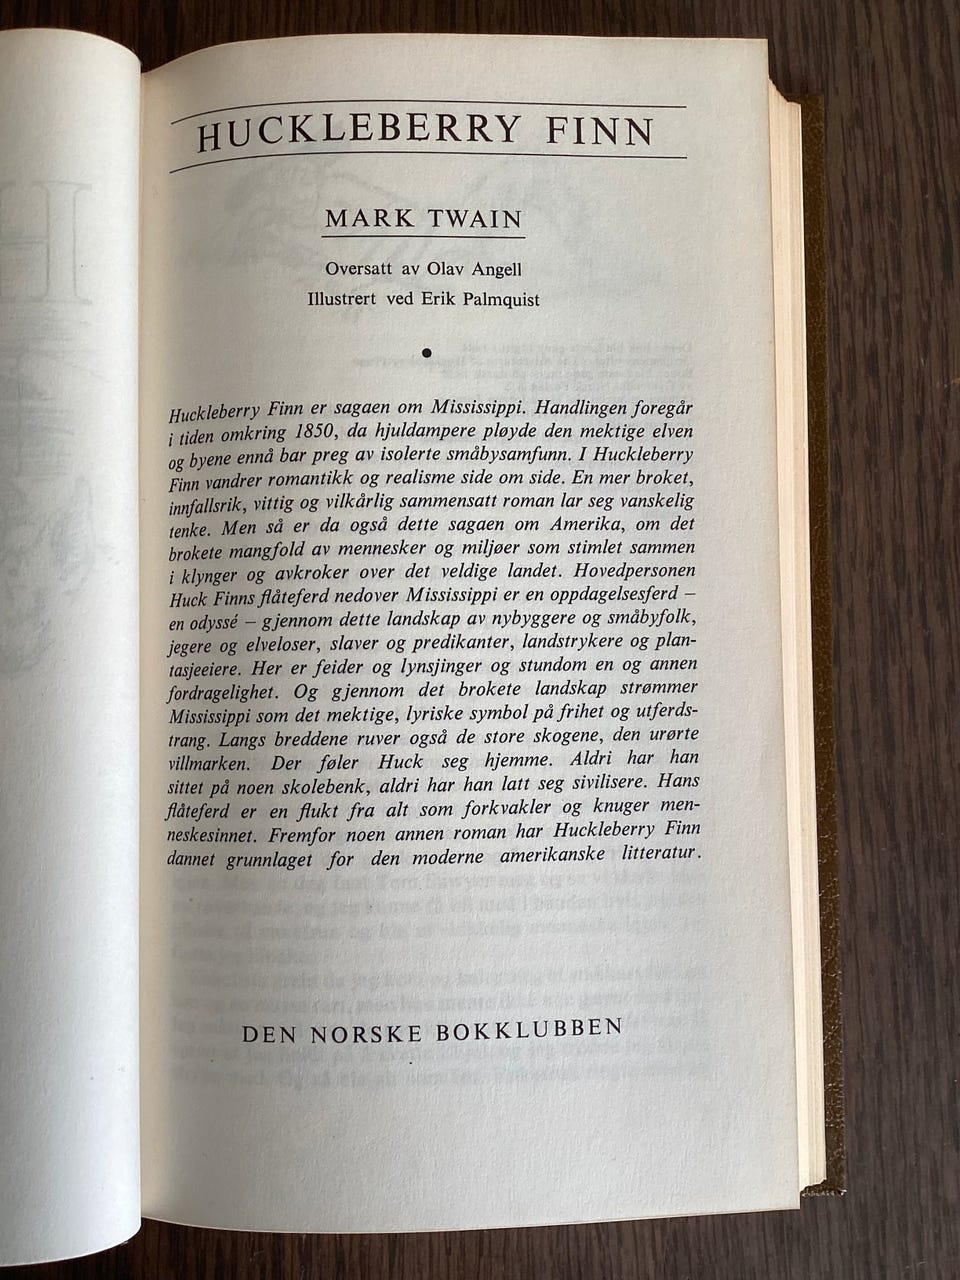 HUCKLEBERRY FINN
MARK TWAIN
Oversatt av Olav Angell
Illustrert ved Erik Palmquist
•
Huckleberry Finn er sagaen om Mississippi. Handlingen foregår
i tiden omkring 1850, da hjuldampere pløyde den mektige elven
og byene ennå bar preg av isolerte småbysamfunn. I Huckleberry
Finn vandrer romantikk og realisme side om side. En mer broket,
innfallsrik, vittig og vilkårlig sammensatt roman lar seg vanskelig
tenke. Men så er da også dette sagaen om Amerika, om det
brokete mangfold av mennesker og miljøer som stimlet sammen
i klynger og avkroker over det veldige landet. Hovedpersonen
Huck Finns flåteferd nedover Mississippi er en oppdagelsesferd –
en odyssé – gjennom dette landskap av nybyggere og småbyfolk,
jegere og elveloser, slaver og predikanter, landstrykere og plan-
tasjeeiere. Her er feider og lynsjinger og stundom en og annen
fordragelighet. Og gjennom det brokete landskap strømmer
Mississippi som det mektige, lyriske symbol på frihet og utferds-
trang. Langs breddene ruver også de store skogene, den urørte
villmarken. Der føler Huck seg hjemme. Aldri har han
sittet på noen skolebenk, aldri har han latt seg sivilisere. Hans
flåteferd er en flukt fra alt som forkvakler og knuger men-
neskesinnet. Fremfor noen annen roman har Huckleberry Finn
dannet grunnlaget for den moderne amerikanske litteratur.
DEN NORSKE BOKKLUBBEN